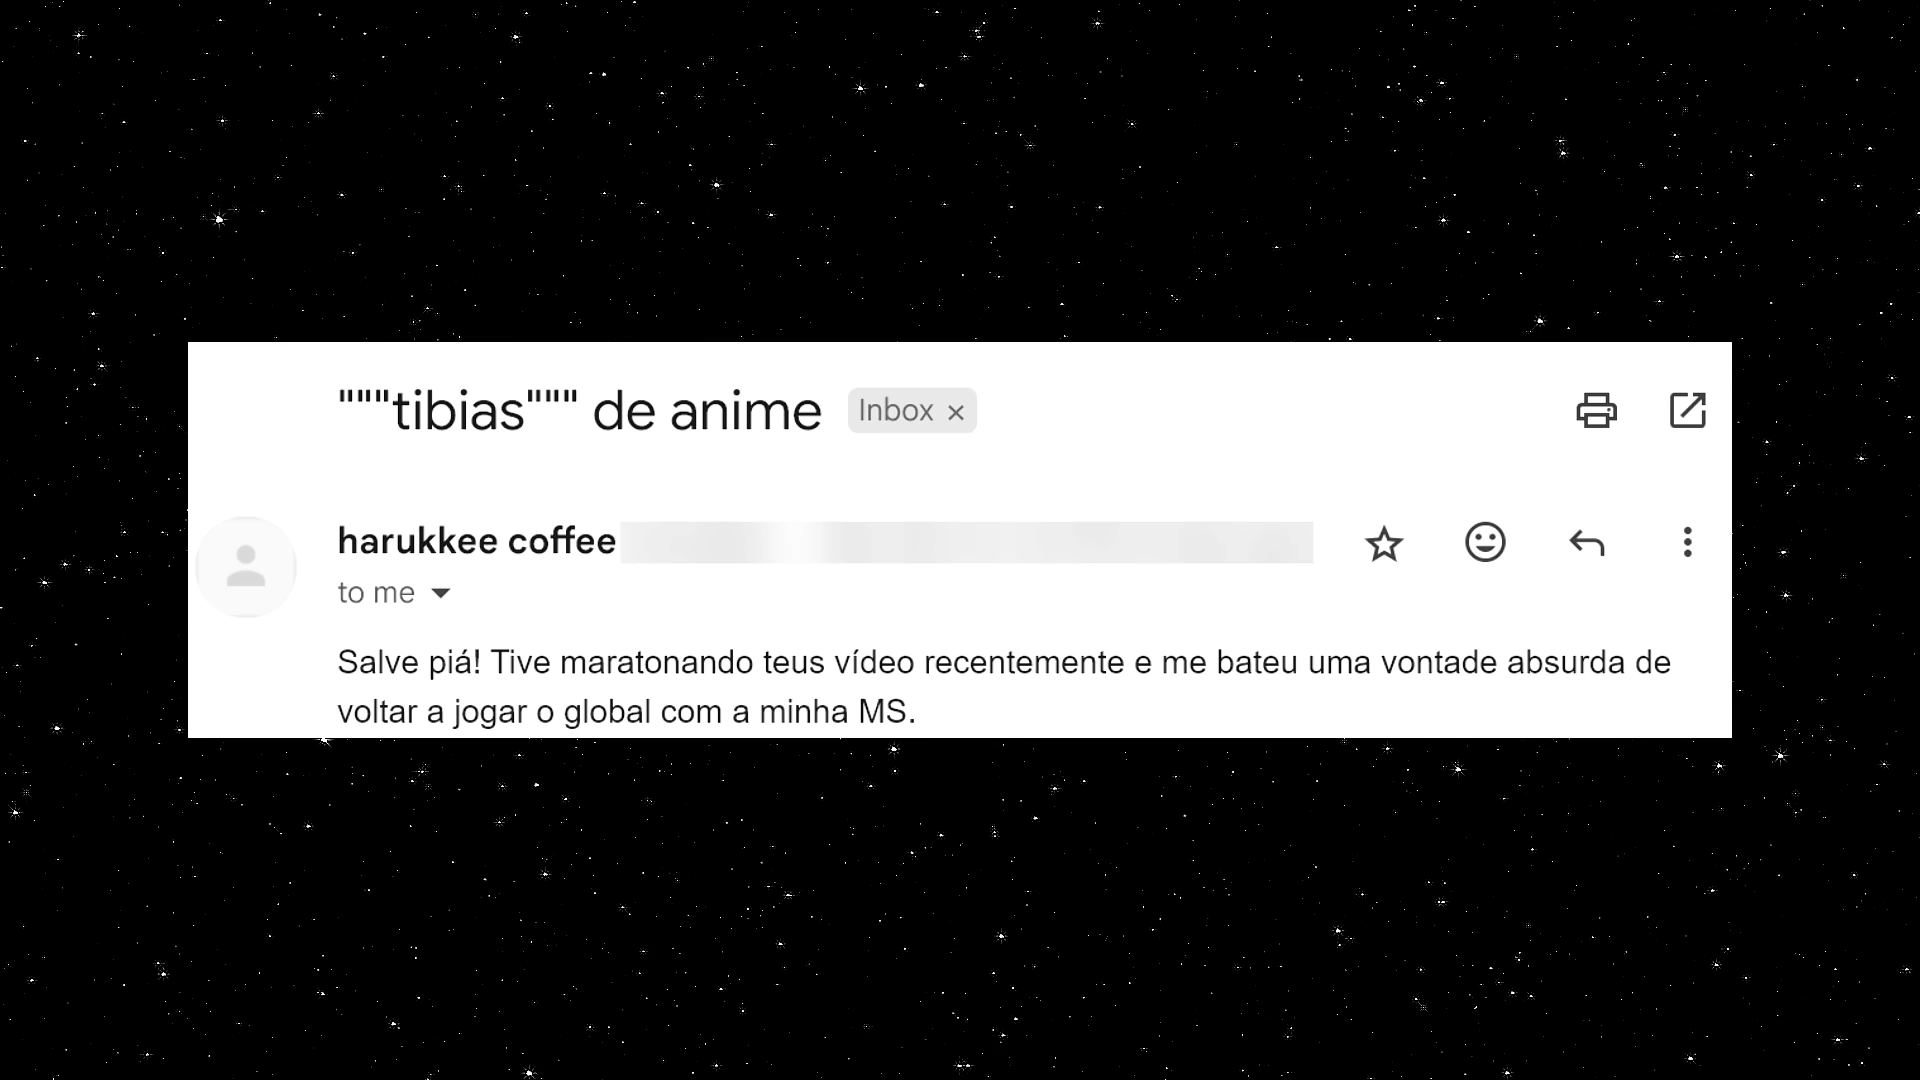 """tibias""" de anime Inbox ×
harukkee coffee
to me
Salve piá! Tive maratonando teus vídeo recentemente e me bateu uma vontade absurda de
voltar a jogar o global com a minha MS.